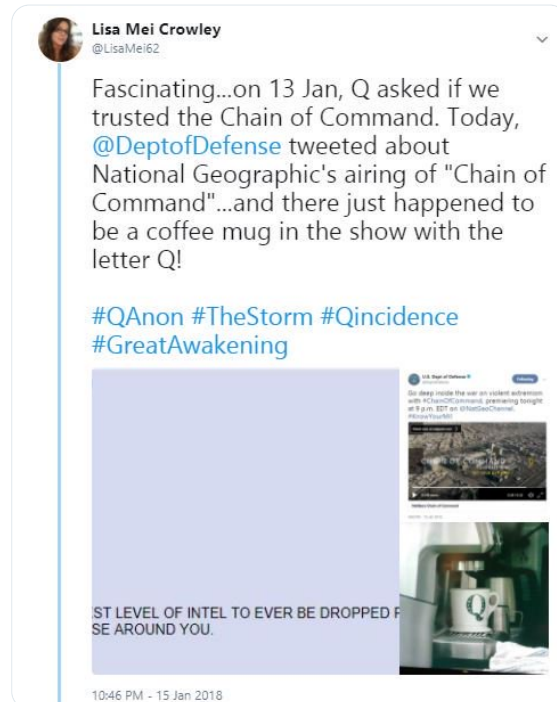 Lisa Mei Crowley
@LisaMei62
Fascinating...on 13 Jan, Q asked if we
trusted the Chain of Command. Today,
@DeptofDefense tweeted about
National Geographic's airing of "Chain of
Command"...and there just happened to
be a coffee mug in the show with the
letter Q!
#QAnon #TheStorm #Qincidence
#GreatAwakening
U.S. Dept of Defense
Following
Go deep inside the war on violent extremism
with #ChainOfCommand, premiering tonight
at 9 p.m. EDT on @NatGeoChannel.
#KnowYourMil
CHAIN OF COMMAND
Q
ST LEVEL OF INTEL TO EVER BE DROPPED
SE AROUND YOU.
10:46 PM - 15 Jan 2018